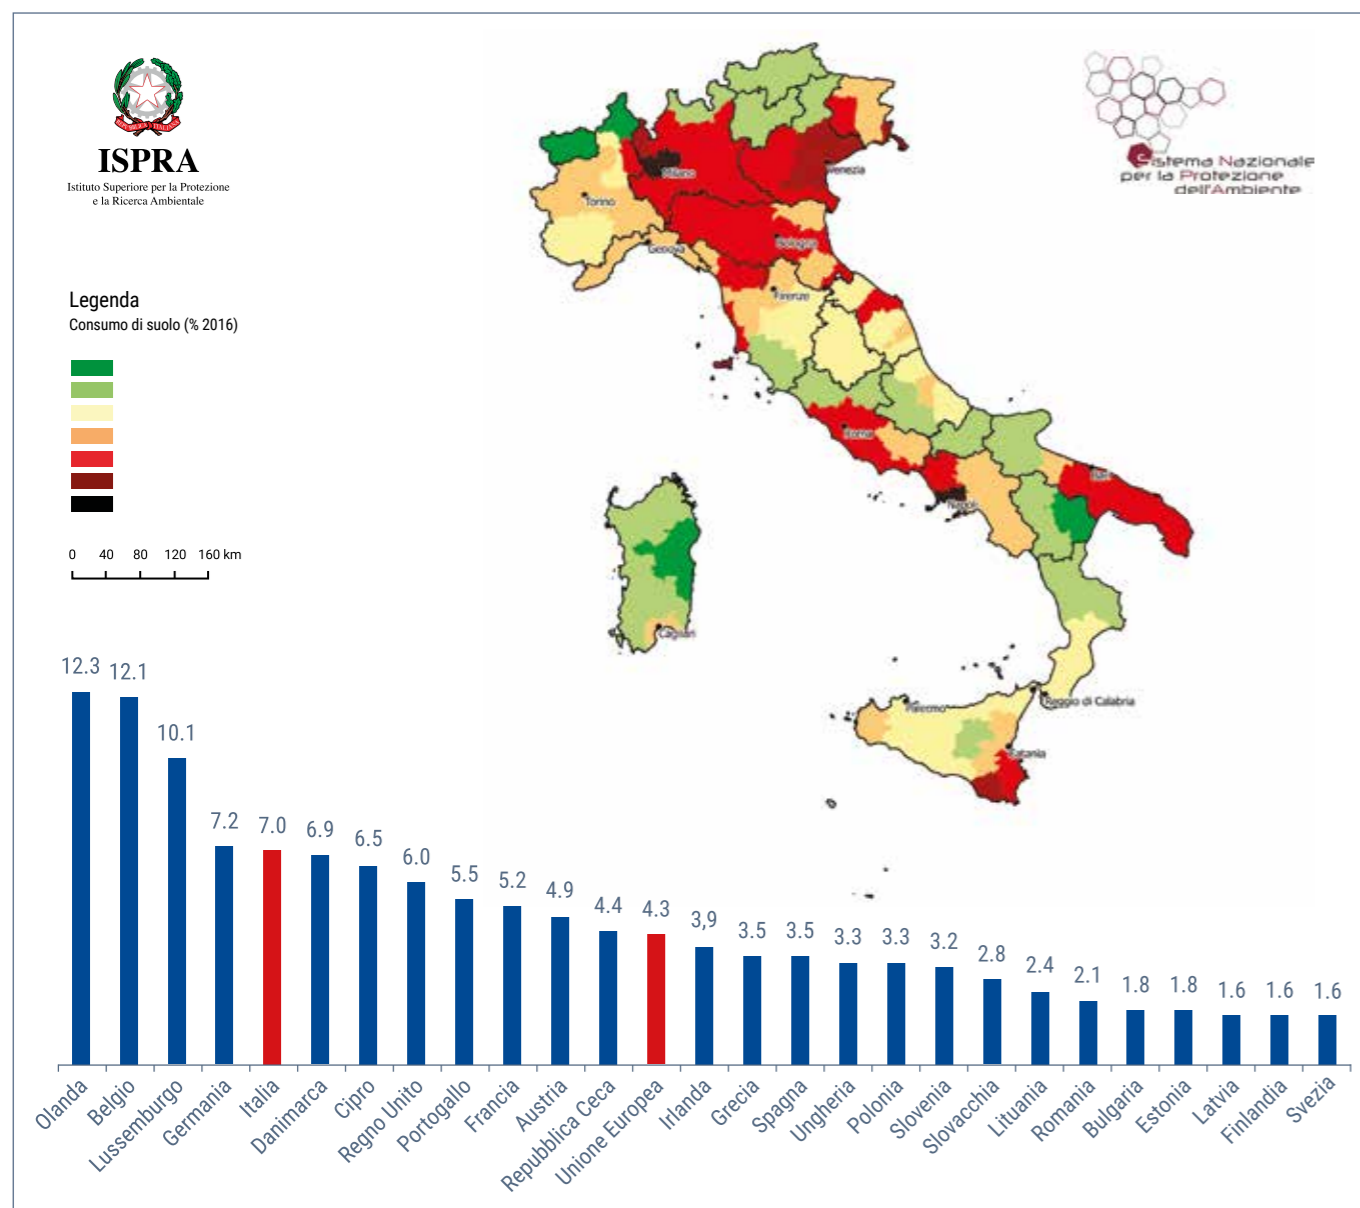 ISPRA
Istituto Superiore per la Protezione
e la Ricerca Ambientale
Sistema Nazionale
per la Protezione
dell'Ambiente
Legenda
Consumo di suolo (% 2016)
0 40 80 120 160 km
Milano
Venezia
Torino
Genova
Bologna
Firenze
Roma
Bari
Napoli
Cagliari
Palermo
Reggio di Calabria
Catania
12.3 12.1 10.1 7.2 7.0 6.9 6.5 6.0 5.5 5.2 4.9 4.4 4.3 3,9 3.5 3.5 3.3 3.3 3.2 2.8 2.4 2.1 1.8 1.8 1.6 1.6 1.6
Olanda
Belgio
Lussemburgo
Germania
Italia
Danimarca
Cipro
Regno Unito
Portogallo
Francia
Austria
Repubblica Ceca
Unione Europea
Irlanda
Grecia
Spagna
Ungheria
Polonia
Slovenia
Slovacchia
Lituania
Romania
Bulgaria
Estonia
Latvia
Finlandia
Svezia